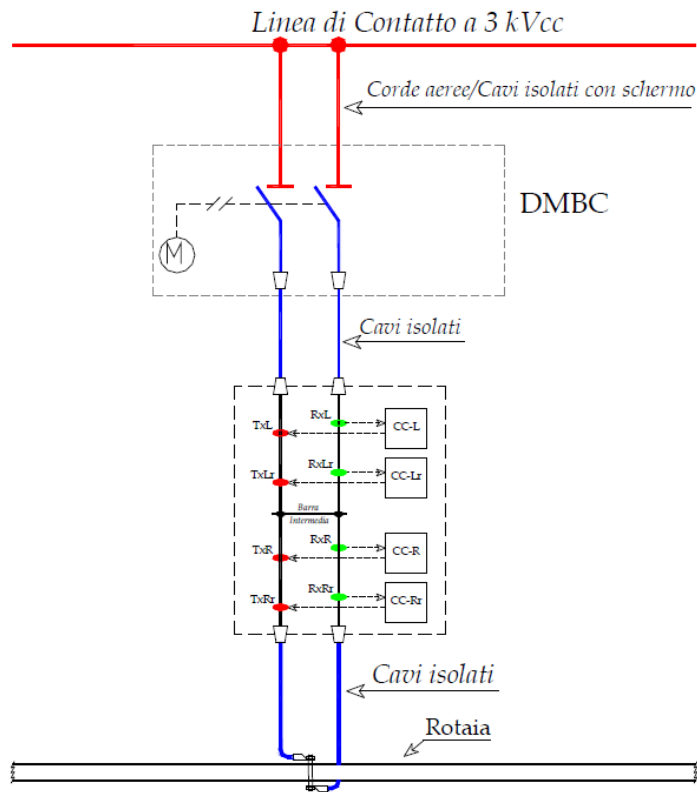 Linea di Contatto a 3 kVcc
Corde aeree/Cavi isolati con schermo
DMBC
M
Cavi isolati
TxL
RxL
CC-L
TxLr
RxLr
CC-Lr
Barra
Intermedia
TxR
RxR
CC-R
TxRr
RxRr
CC-Rr
Cavi isolati
Rotaia